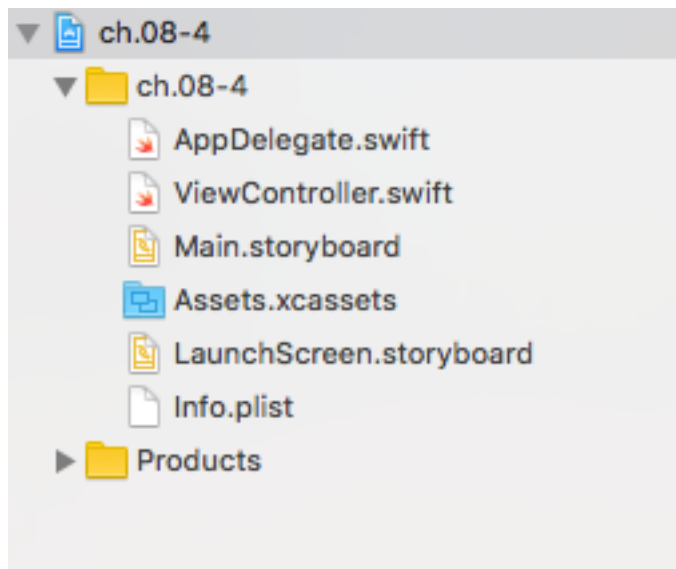 ch.08-4
ch.08-4
AppDelegate.swift
ViewController.swift
Main.storyboard
Assets.xcassets
LaunchScreen.storyboard
Info.plist
Products